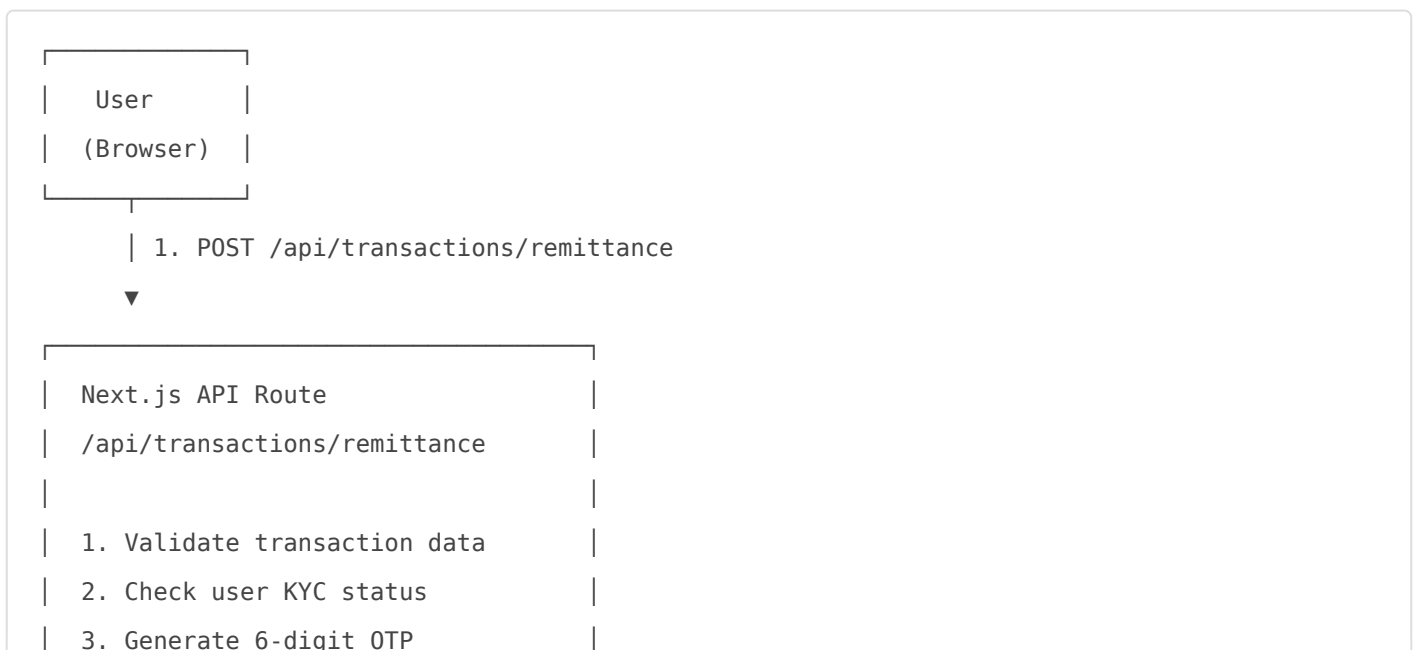 User
(Browser)
1. POST /api/transactions/remittance
▼
Next.js API Route
/api/transactions/remittance
1. Validate transaction data
2. Check user KYC status
3. Generate 6-digit OTP